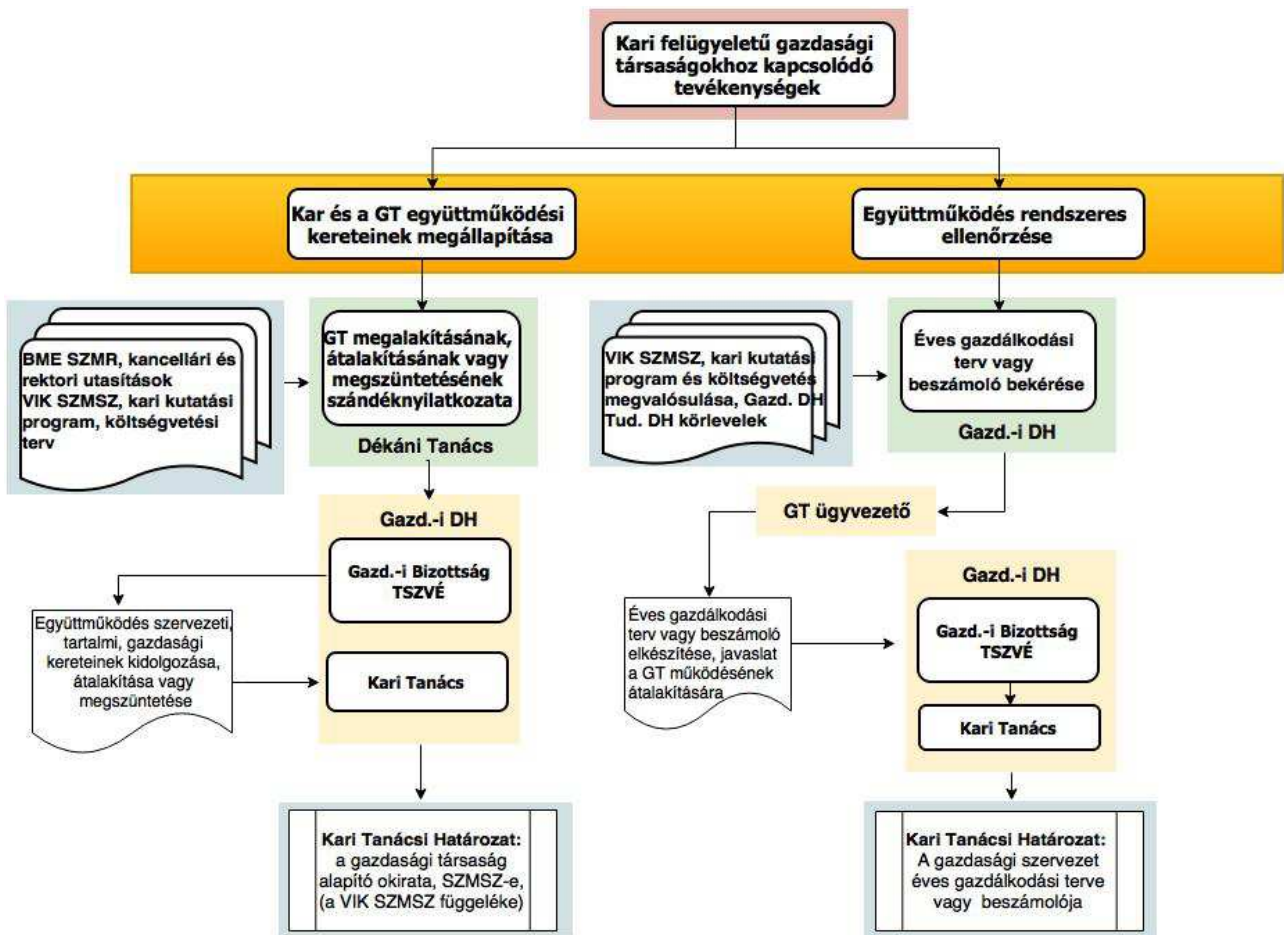 Kari felügyeletű gazdasági
társaságokhoz kapcsolódó
tevékenységek
Kar és a GT együttműködési
kereteinek megállapítása
Együttműködés rendszeres
ellenőrzése
BME SZMR, kancellári és
rektori utasítások
VIK SZMSZ, kari kutatási
program, költségvetési
terv
GT megalakításának,
átalakításának vagy
megszüntetésének
szándéknyilatkozata
Dékáni Tanács
VIK SZMSZ, kari kutatási
program és költségvetés
megvalósulása, Gazd. DH
Tud. DH körlevelek
Éves gazdálkodási
terv vagy
beszámoló bekérése
Gazd.-i DH
Gazd.-i DH
Gazd.-i Bizottság
TSZVÉ
Kari Tanács
Együttműködés szervezeti,
tartalmi, gazdasági
kereteinek kidolgozása,
átalakítása vagy
megszüntetése
GT ügyvezető
Éves gazdálkodási
terv vagy beszámoló
elkészítése, javaslat
a GT működésének
átalakítására
Gazd.-i DH
Gazd.-i Bizottság
TSZVÉ
Kari Tanács
Kari Tanácsi Határozat:
a gazdasági társaság
alapító okirata, SZMSZ-e,
(a VIK SZMSZ függeléke)
Kari Tanácsi Határozat:
A gazdasági szervezet
éves gazdálkodási terve
vagy beszámolója